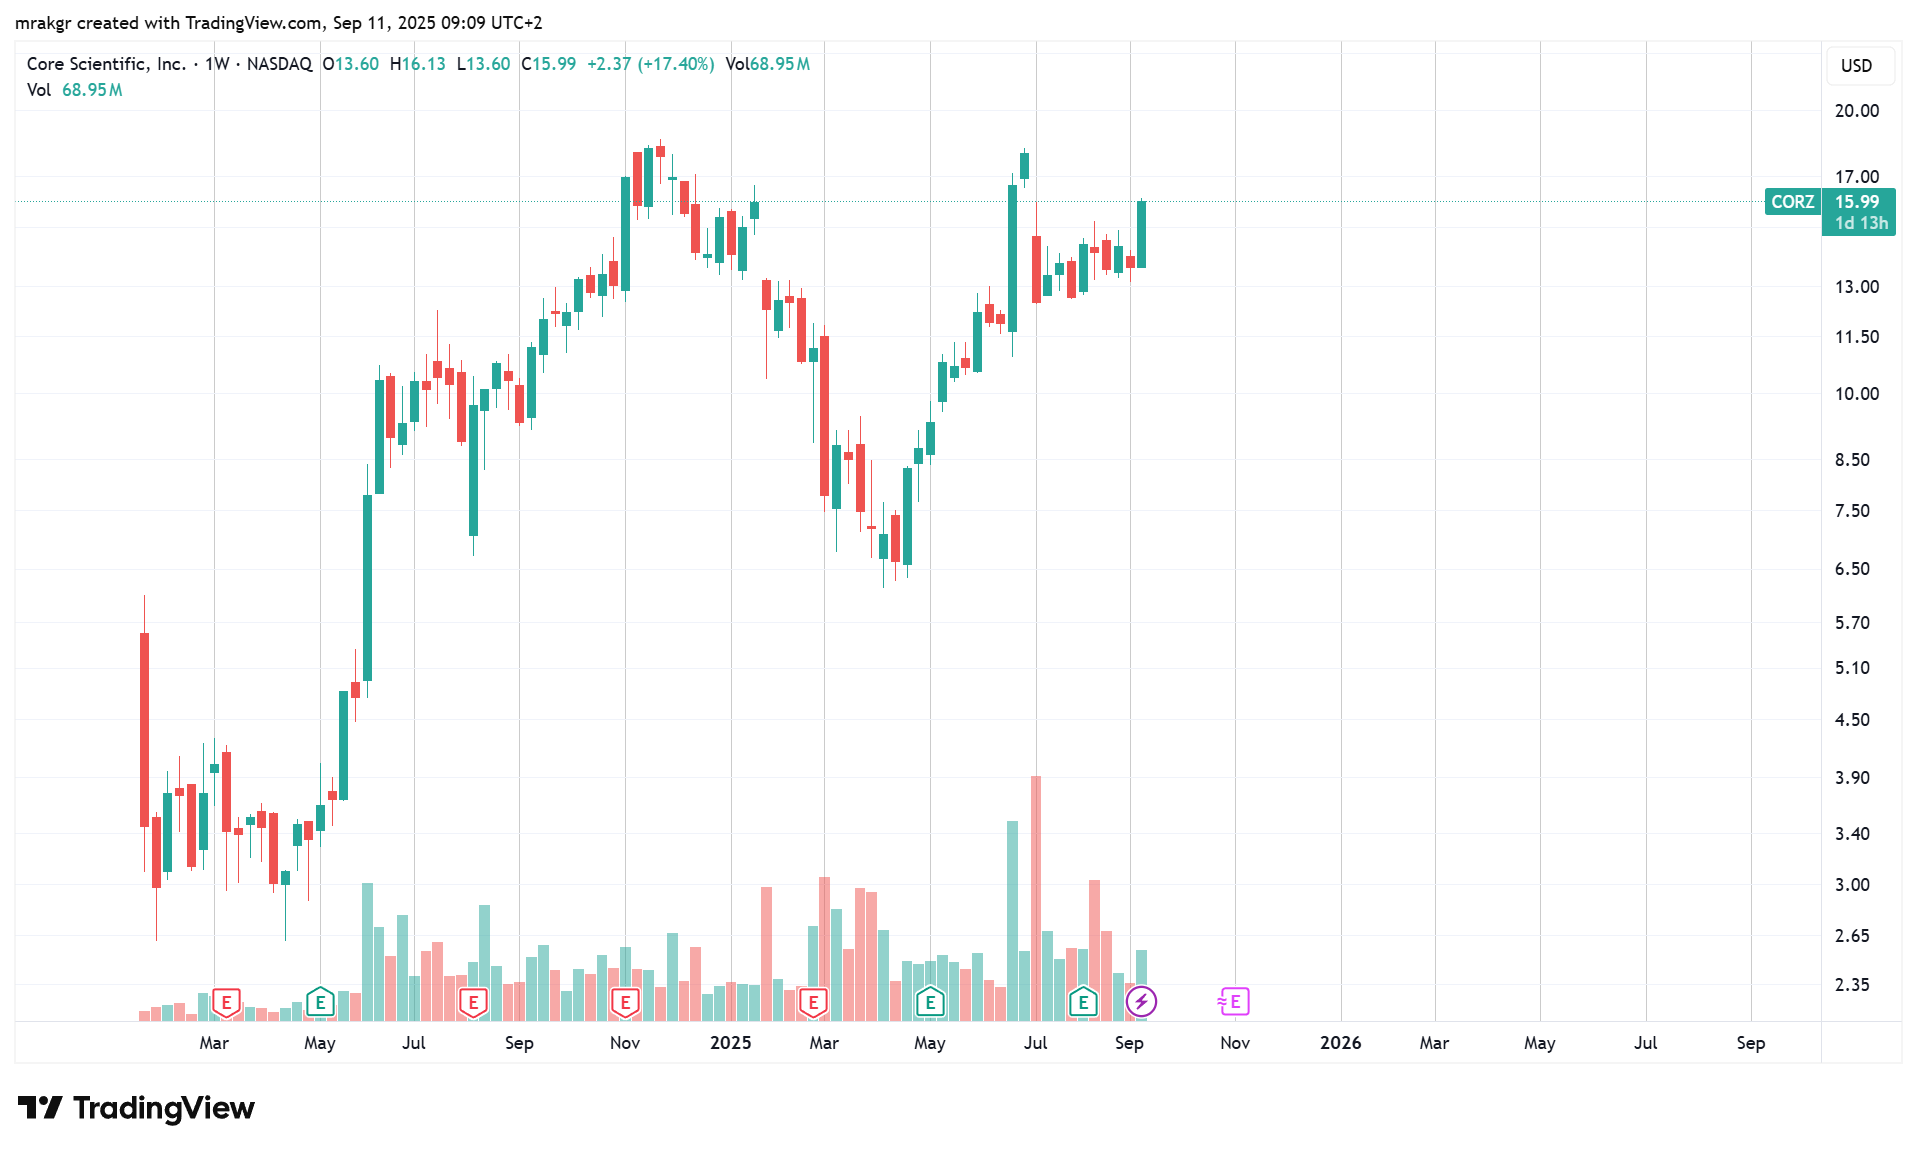 mrakgr created with TradingView.com, Sep 11, 2025 09:09 UTC+2
Core Scientific, Inc. · 1W · NASDAQ O13.60 H16.13 L13.60 C15.99 +2.37 (+17.40%) Vol68.95M
Vol 68.95M
USD
20.00
17.00
CORZ 15.99
1d 13h
13.00
11.50
10.00
8.50
7.50
6.50
5.70
5.10
4.50
3.90
3.40
3.00
2.65
2.35
E E E E E E E ≈E
Mar May Jul Sep Nov 2025 Mar May Jul Sep Nov 2026 Mar May Jul Sep
TradingView